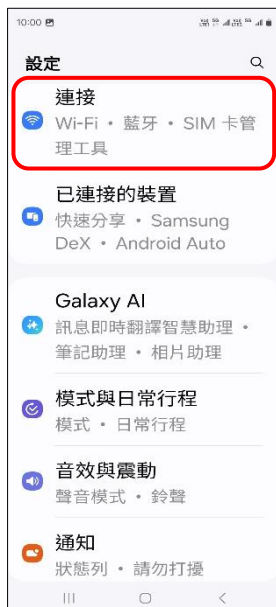 10:00
設定
連接
Wi-Fi • 藍牙 • SIM 卡管
理工具
已連接的裝置
快速分享 • Samsung
DeX • Android Auto
Galaxy AI
訊息即時翻譯智慧助理 •
筆記助理 • 相片助理
模式與日常行程
模式 • 日常行程
音效與震動
聲音模式 • 鈴聲
通知
狀態列 • 請勿打擾